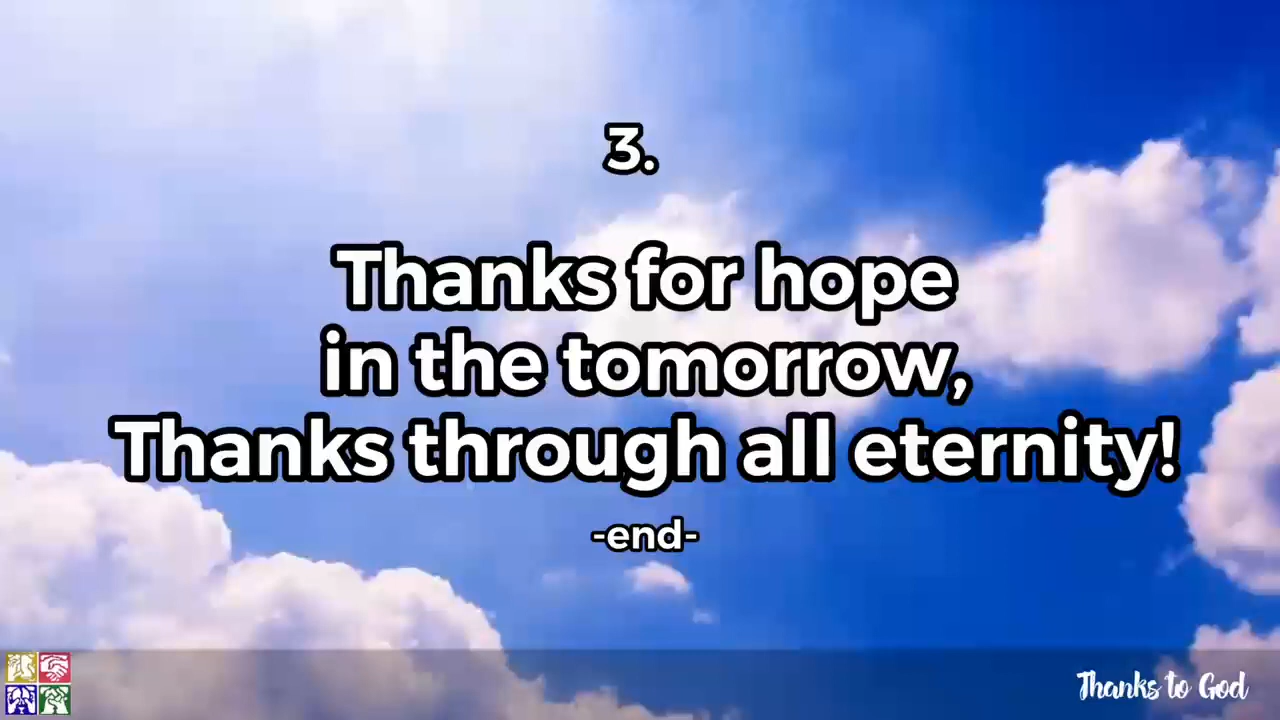 3.
Thanks for hope
in the tomorrow,
Thanks through all eternity!
-end-
Thanks to God